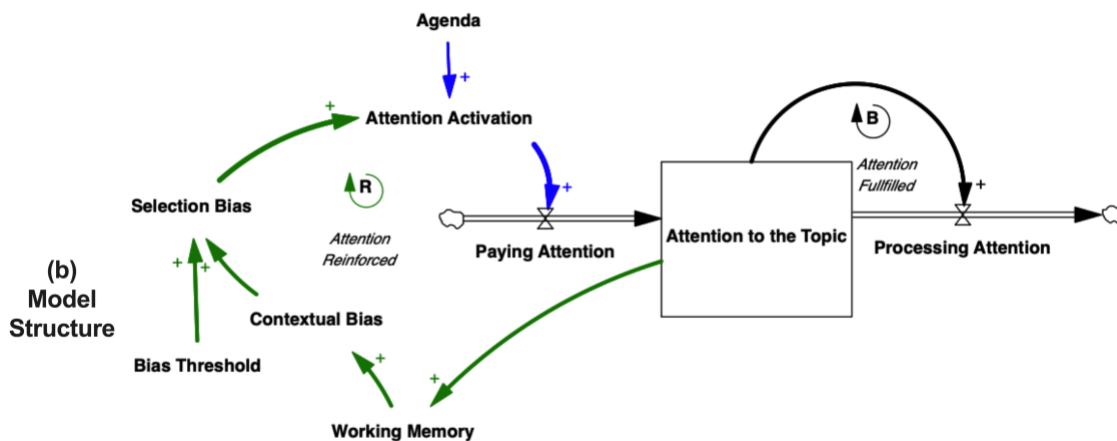 Agenda
+
Attention Activation
+
+
B
Attention
Fullfilled
+
R
Selection Bias
Attention
Reinforced
+
Paying Attention
Attention to the Topic
Processing Attention
+
+
(b)
Model
Structure
Contextual Bias
Bias Threshold
+
+
Working Memory